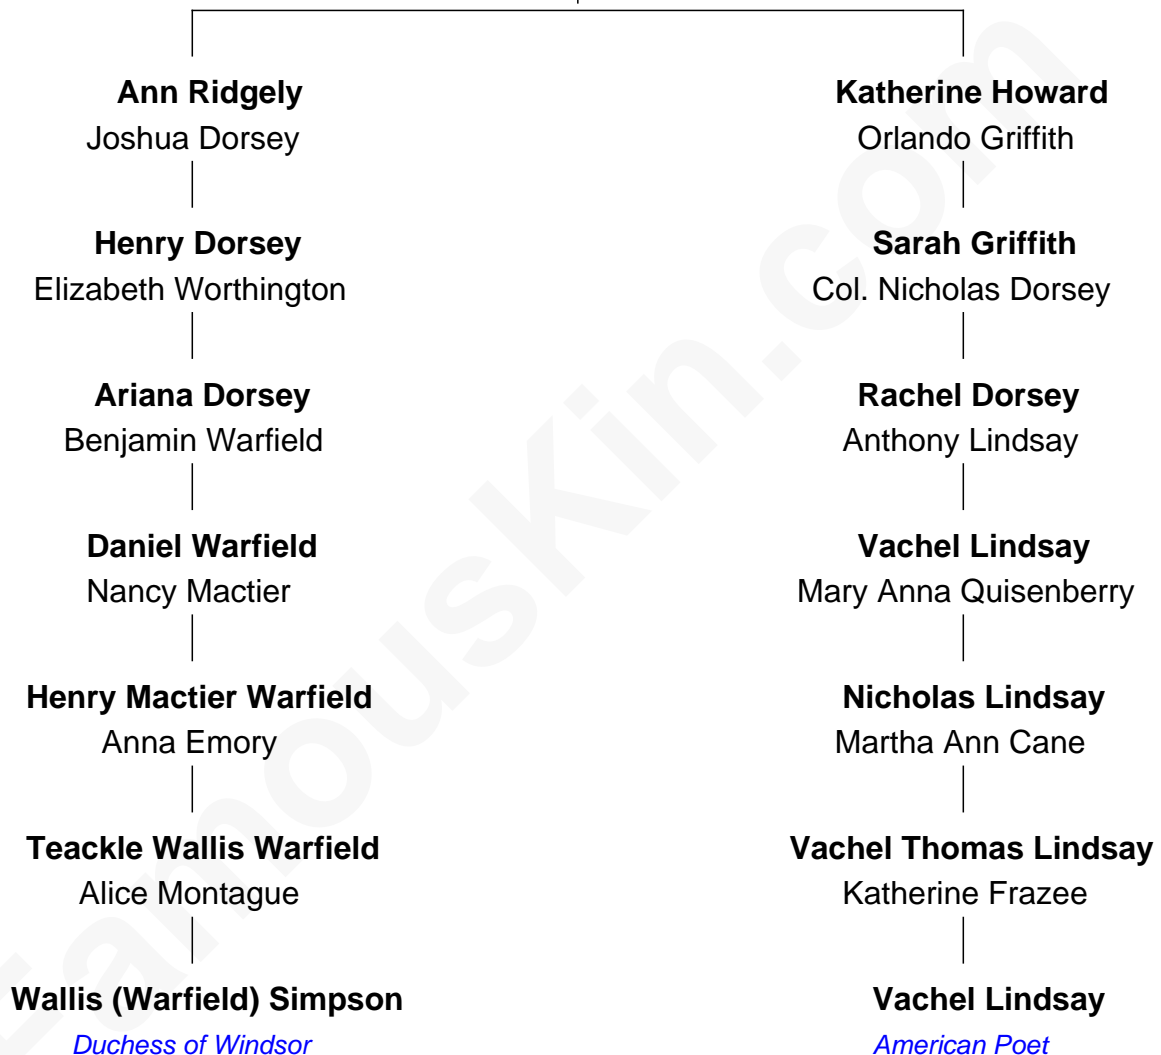 Ann Ridgely
Joshua Dorsey
Henry Dorsey
Elizabeth Worthington
Ariana Dorsey
Benjamin Warfield
Daniel Warfield
Nancy Mactier
Henry Mactier Warfield
Anna Emory
Teackle Wallis Warfield
Alice Montague
Wallis (Warfield) Simpson
Duchess of Windsor
Katherine Howard
Orlando Griffith
Sarah Griffith
Col. Nicholas Dorsey
Rachel Dorsey
Anthony Lindsay
Vachel Lindsay
Mary Anna Quisenberry
Nicholas Lindsay
Martha Ann Cane
Vachel Thomas Lindsay
Katherine Frazee
Vachel Lindsay
American Poet
FamousKin.com